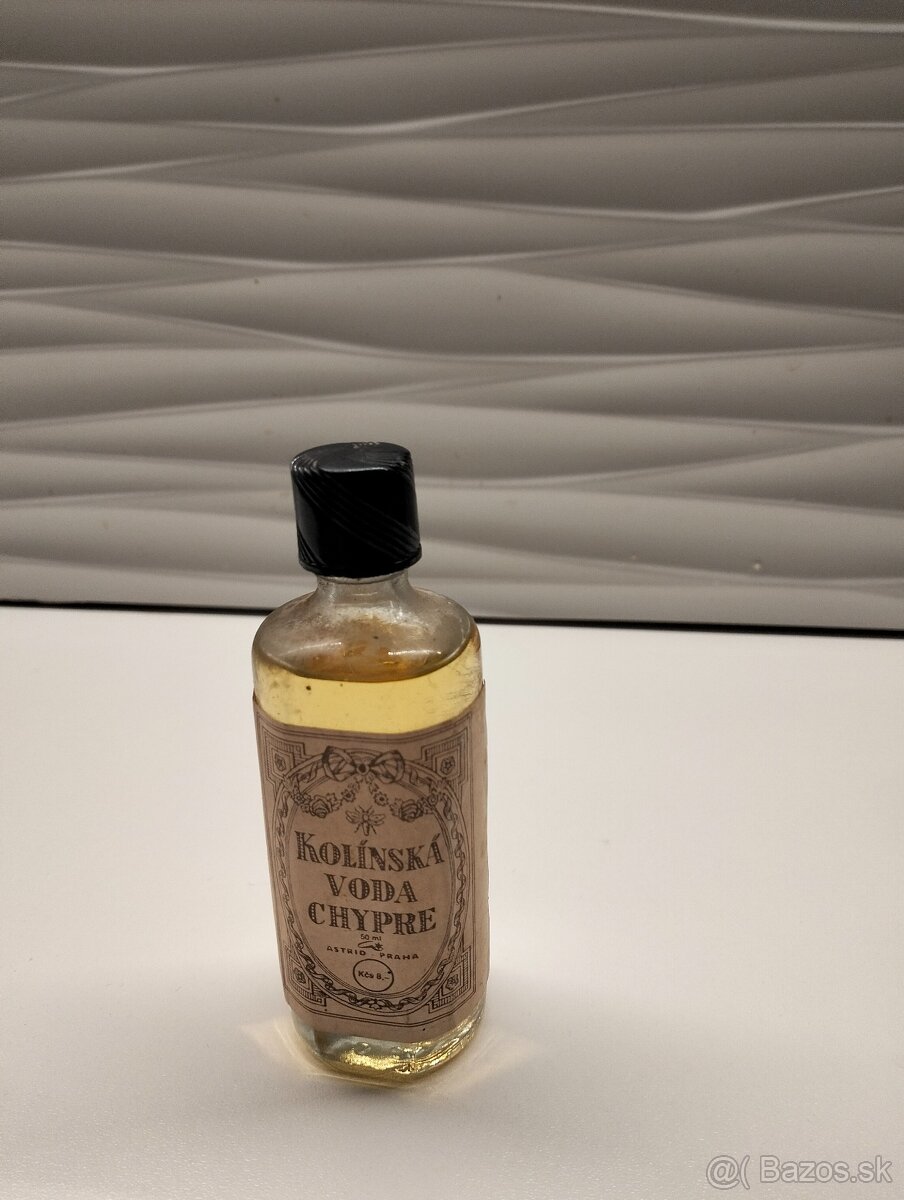 KOLÍNSKÁ
VODA
CHYPRE
50 ml
ASTRID PRAHA
Kčs 8,-
@( Bazos.sk